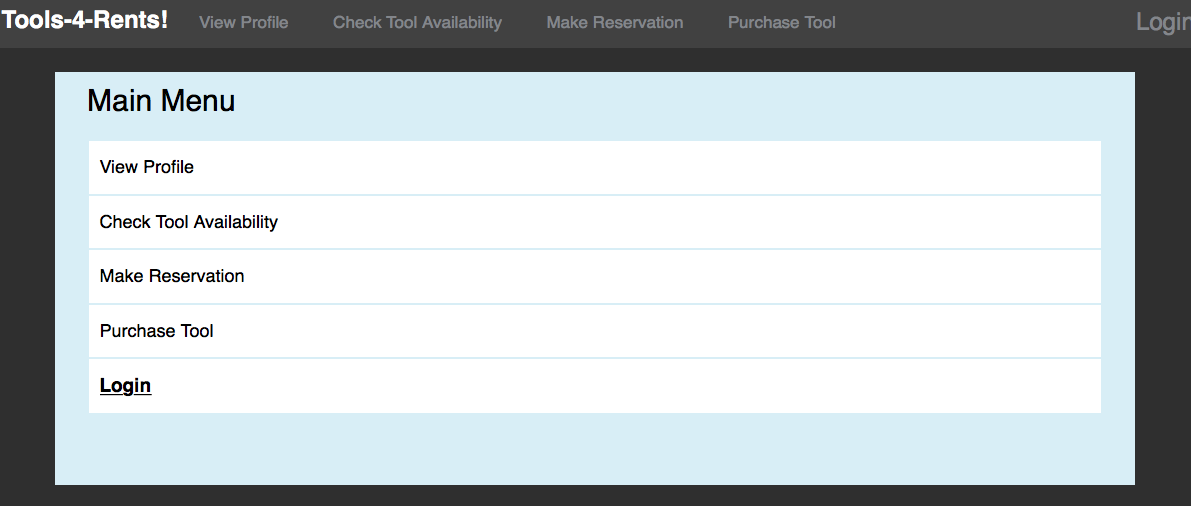 Tools-4-Rents! View Profile Check Tool Availability Make Reservation Purchase Tool Login
Main Menu
View Profile
Check Tool Availability
Make Reservation
Purchase Tool
Login